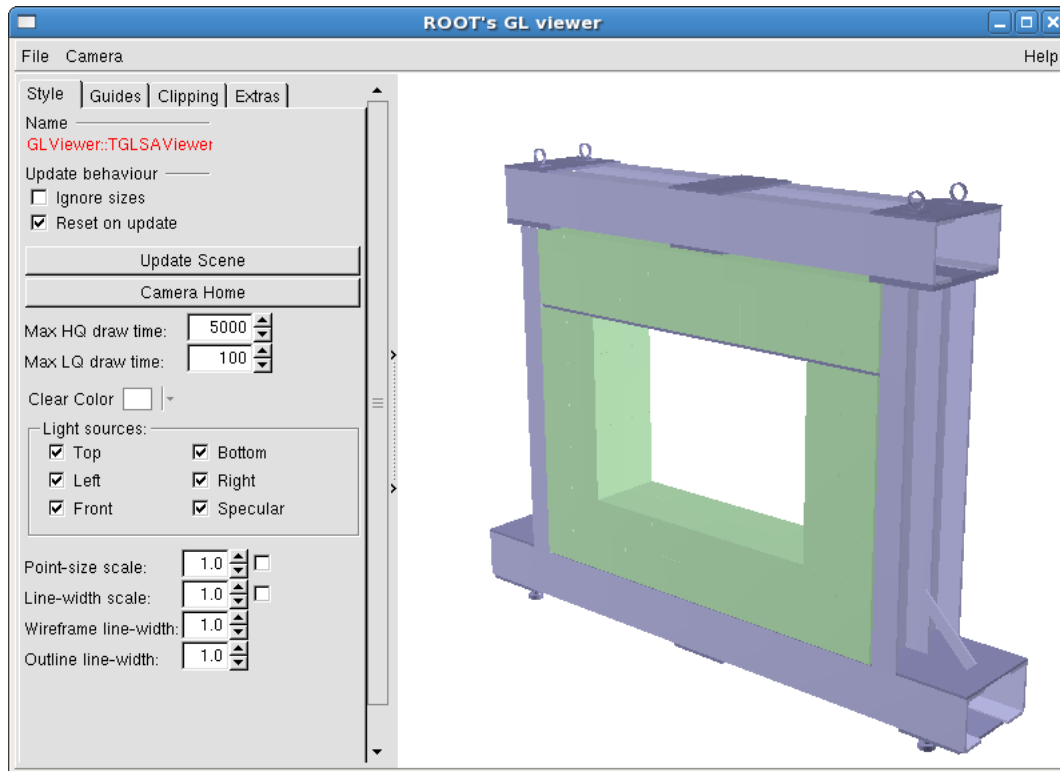 ROOT's GL viewer
File Camera Help
Style Guides Clipping Extras
Name
GLViewer::TGLSAViewer
Update behaviour
Ignore sizes
Reset on update
Update Scene
Camera Home
Max HQ draw time: 5000
Max LQ draw time: 100
Clear Color
Light sources:
Top Bottom
Left Right
Front Specular
Point-size scale: 1.0
Line-width scale: 1.0
Wireframe line-width: 1.0
Outline line-width: 1.0